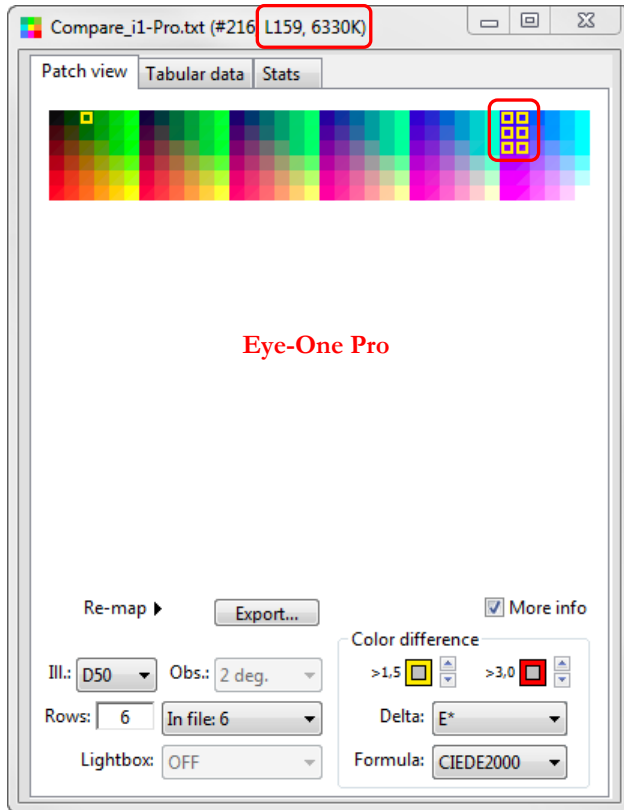 Compare_i1-Pro.txt (#216, L159, 6330K)
Patch view Tabular data Stats
Eye-One Pro
Re-map Export... More info
Color difference
Ill.: D50 Obs.: 2 deg. >1,5 >3,0
Rows: 6 In file: 6 Delta: E*
Lightbox: OFF Formula: CIEDE2000